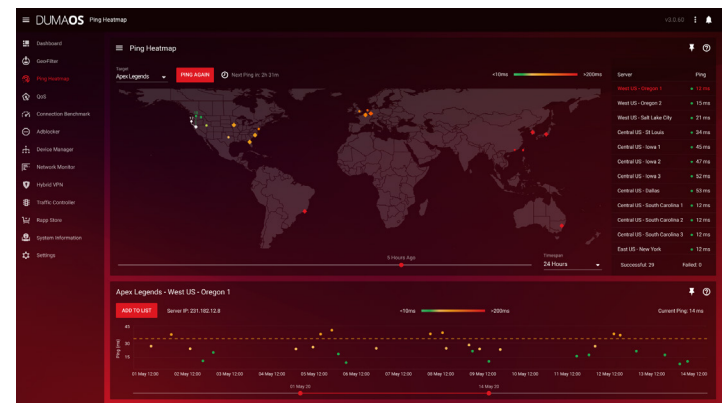 DUMAOS Ping Heatmap
v3.0.60
Dashboard
Geo-Filter
Ping Heatmap
QoS
Connection Benchmark
Adblocker
Device Manager
Network Monitor
Hybrid VPN
Traffic Controller
Rapp Store
System Information
Settings
Ping Heatmap
Target
Apex Legends
PING AGAIN
Next Ping in: 2h 31m
<10ms
>200ms
5 Hours Ago
Timespan
24 Hours
Server Ping
West US - Oregon 1 12 ms
West US - Oregon 2 15 ms
West US - Salt Lake City 21 ms
Central US - St Louis 34 ms
Central US - Iowa 1 45 ms
Central US - Iowa 2 47 ms
Central US - Iowa 3 52 ms
Central US - Dallas 53 ms
Central US - South Carolina 1 12 ms
Central US - South Carolina 2 12 ms
Central US - South Carolina 3 12 ms
East US - New York 12 ms
Successful: 29 Failed: 0
Apex Legends - West US - Oregon 1
ADD TO LIST
Server IP: 201.182.12.8
<10ms
>200ms
Current Ping: 14 ms
Ping (ms)
45
30
15
01 May 12:00 02 May 12:00 03 May 12:00 04 May 12:00 05 May 12:00 06 May 12:00 07 May 12:00 08 May 12:00 09 May 12:00 10 May 12:00 11 May 12:00 12 May 12:00 13 May 12:00 14 May 12:00
01 May 20
14 May 20